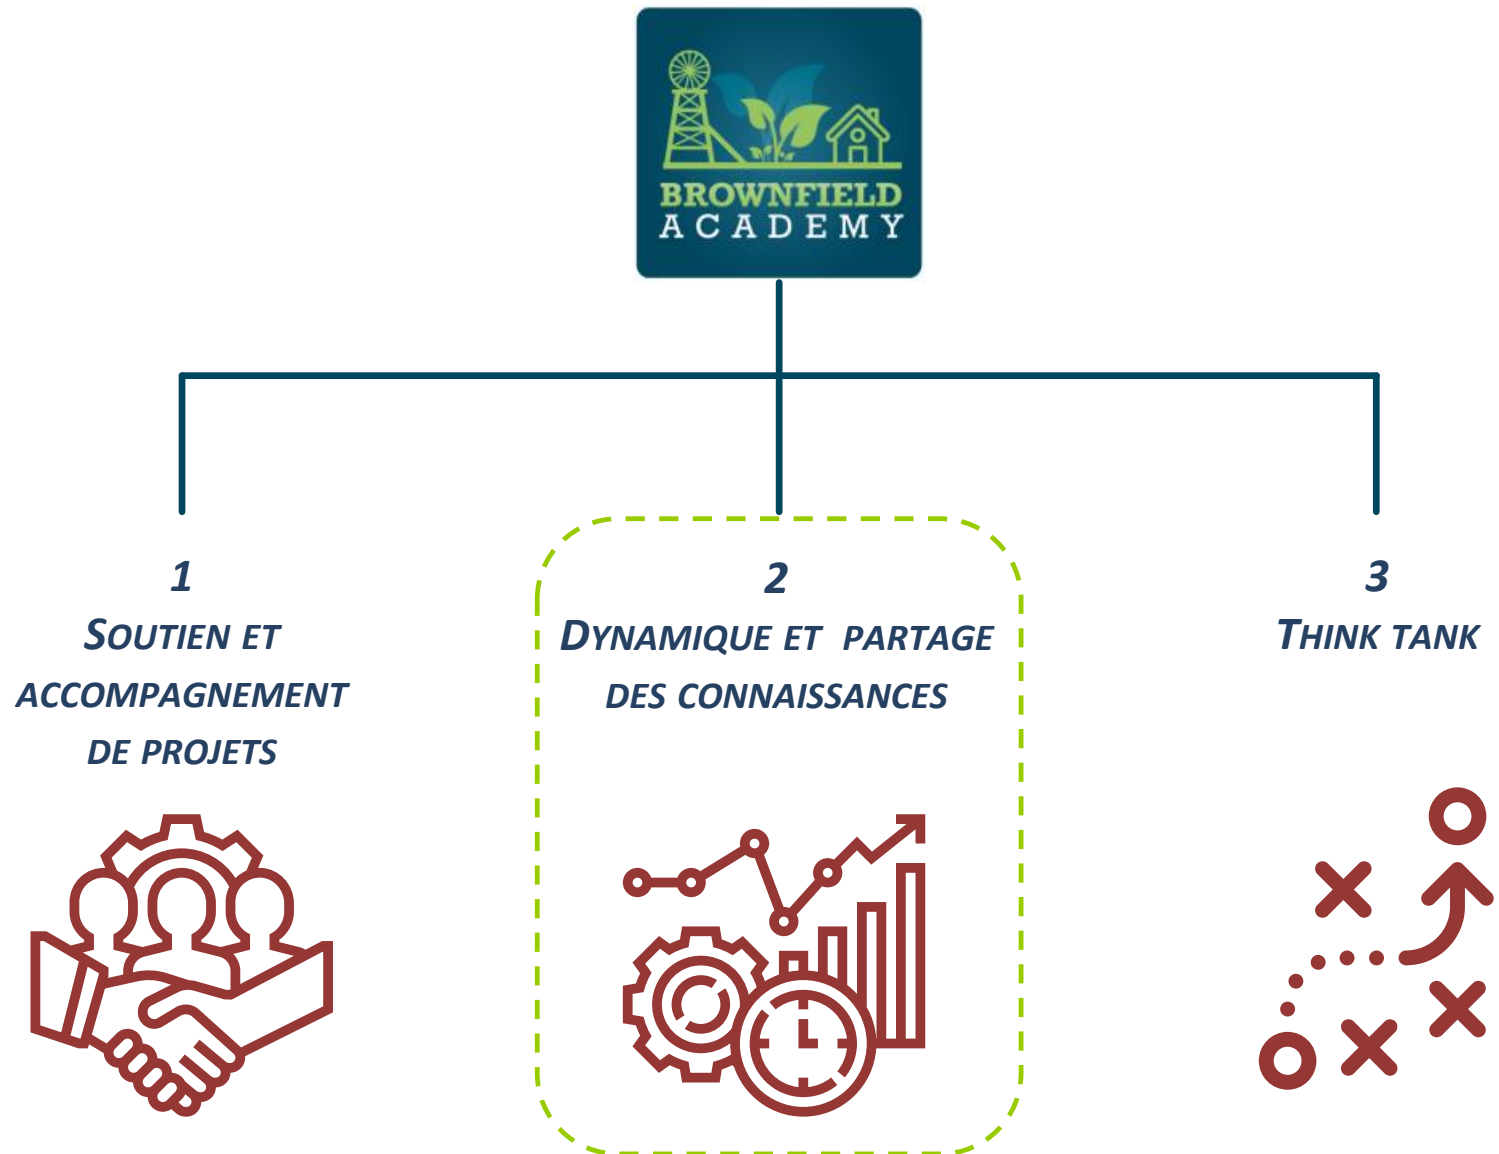 BROWNFIELD
ACADEMY
1
SOUTIEN ET
ACCOMPAGNEMENT
DE PROJETS
2
DYNAMIQUE ET PARTAGE
DES CONNAISSANCES
3
THINK TANK